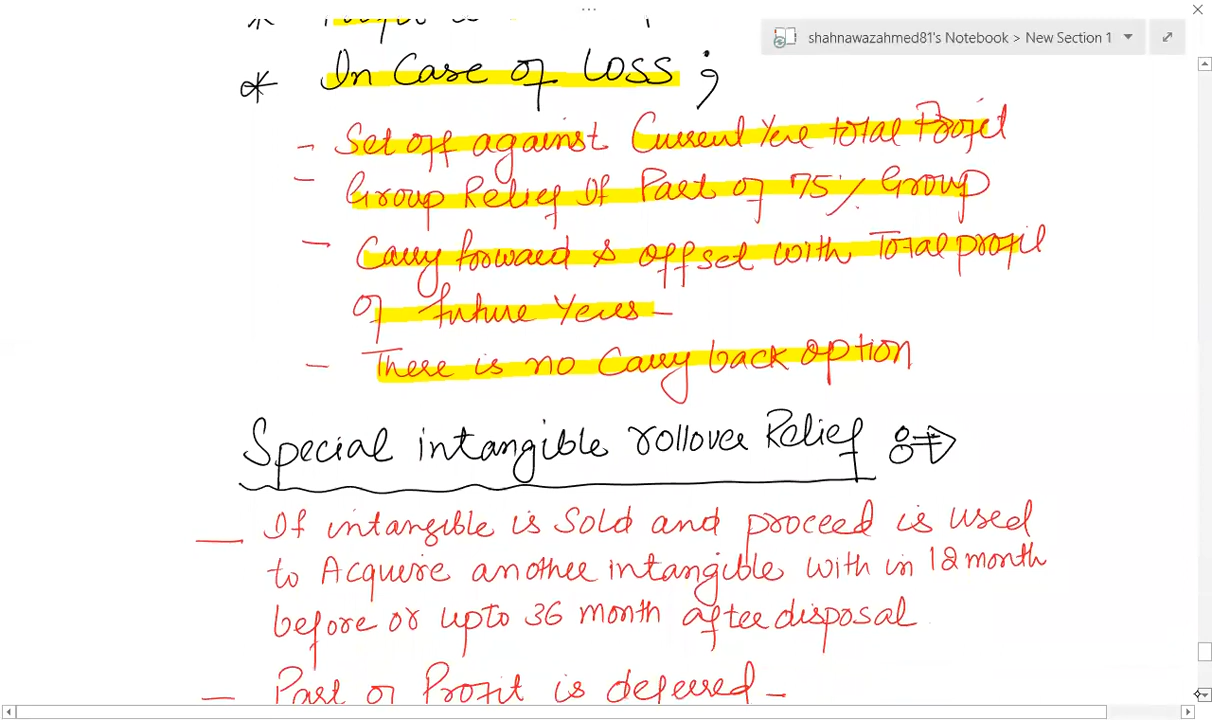 shahnawazahmed81's Notebook > New Section 1
* In Case of Loss ;
- Set off against Current Year total Profit
- Group Relief If Part of 75% Group
- Carry forward & offset with Total profit
of future Years -
- There is no Carry back option
Special intangible rollover Relief
- If intangible is Sold and proceed is used
to Acquire another intangible with in 12 month
before or upto 36 month after disposal
- Part of Profit is deferred -